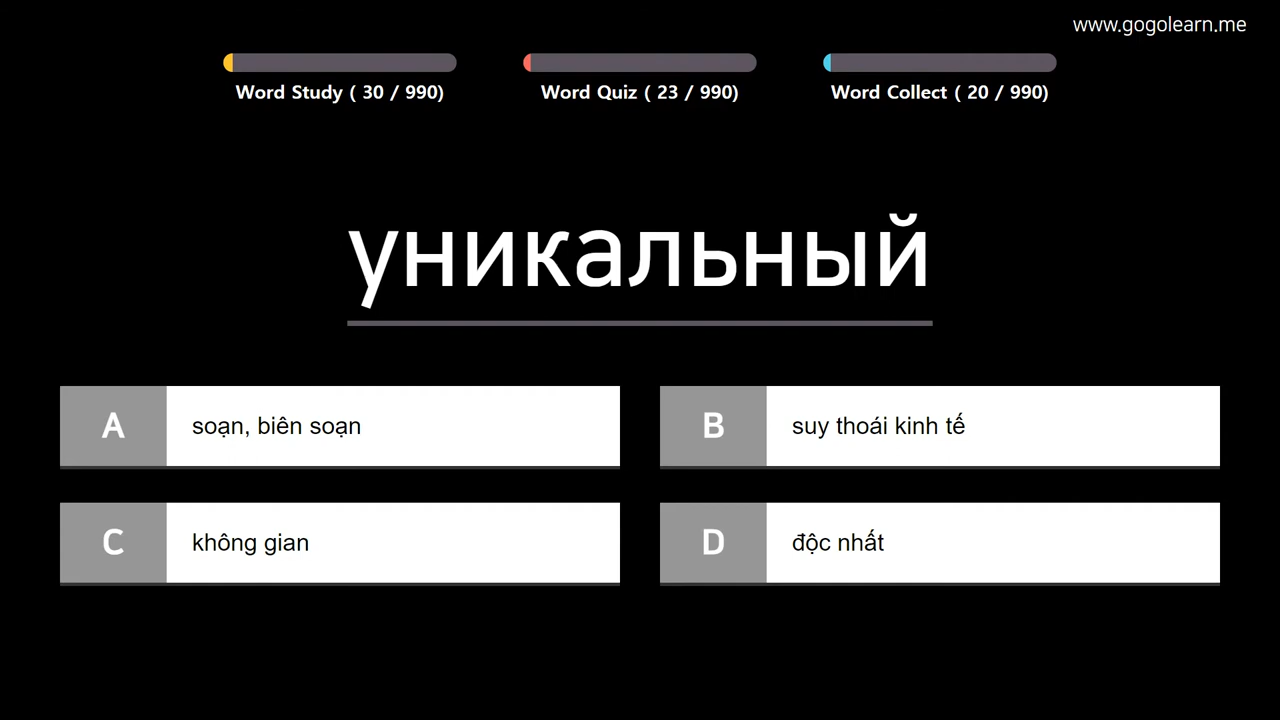 www.gogolearn.me
Word Study ( 30 / 990)
Word Quiz ( 23 / 990)
Word Collect ( 20 / 990)
уникальный
A
soạn, biên soạn
B
suy thoái kinh tế
C
không gian
D
độc nhất